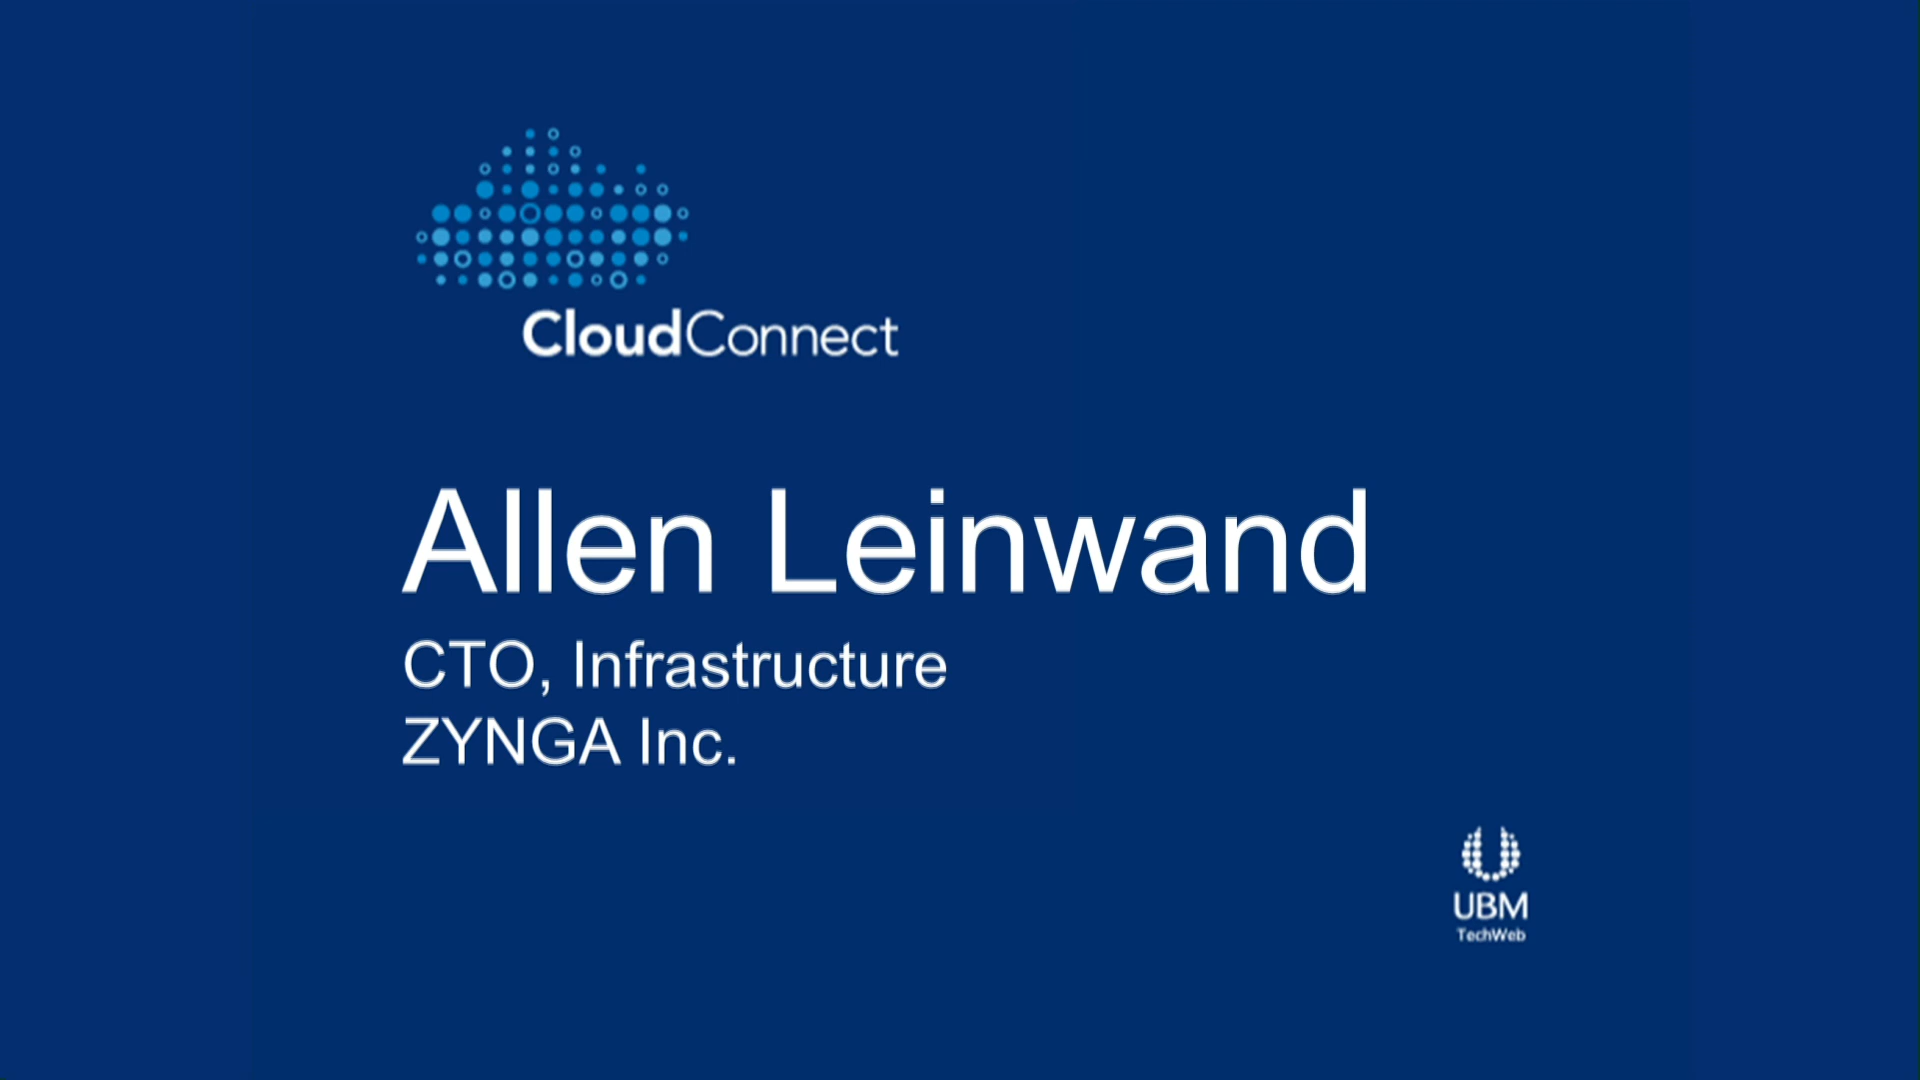 CloudConnect
Allen Leinwand
CTO, Infrastructure
ZYNGA Inc.
UBM
TechWeb